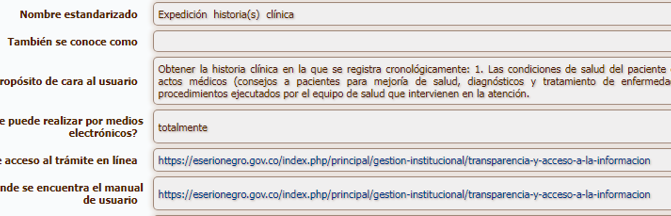 Nombre estandarizado Expedición historia(s) clínica
También se conoce como
ropósito de cara al usuario Obtener la historia clínica en la que se registra cronológicamente: 1. Las condiciones de salud del paciente
actos médicos (consejos a pacientes para mejoría de salud, diagnósticos y tratamiento de enfermeda
procedimientos ejecutados por el equipo de salud que intervienen en la atención.
e puede realizar por medios
electrónicos? totalmente
e acceso al trámite en línea https://eserionegro.gov.co/index.php/principal/gestion-institucional/transparencia-y-acceso-a-la-informacion
nde se encuentra el manual
de usuario https://eserionegro.gov.co/index.php/principal/gestion-institucional/transparencia-y-acceso-a-la-informacion